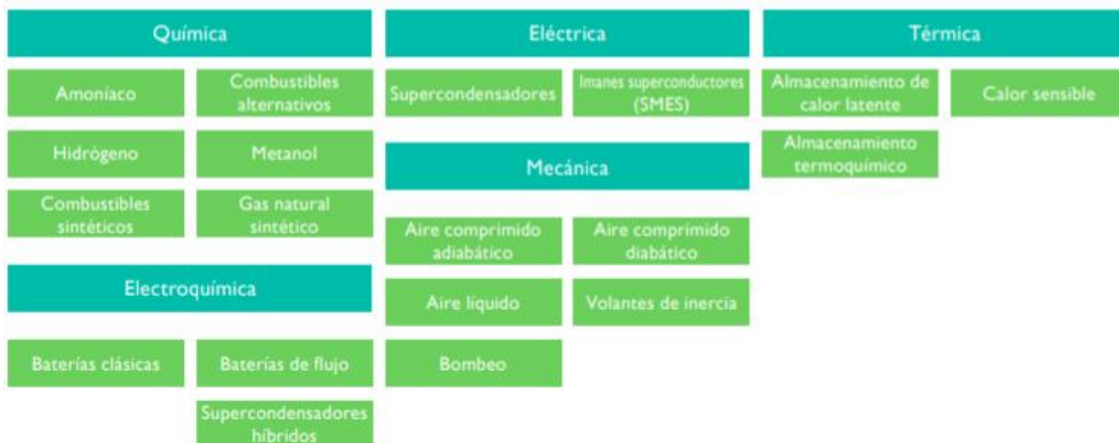 Química
Amoníaco
Combustibles
alternativos
Hidrógeno
Metanol
Combustibles
sintéticos
Gas natural
sintético
Electroquímica
Baterías clásicas
Baterías de flujo
Supercondensadores
híbridos
Eléctrica
Supercondensadores
Imanes superconductores
(SMES)
Mecánica
Aire comprimido
adiabático
Aire comprimido
diabático
Aire líquido
Volantes de inercia
Bombeo
Térmica
Almacenamiento de
calor latente
Calor sensible
Almacenamiento
termoquímico